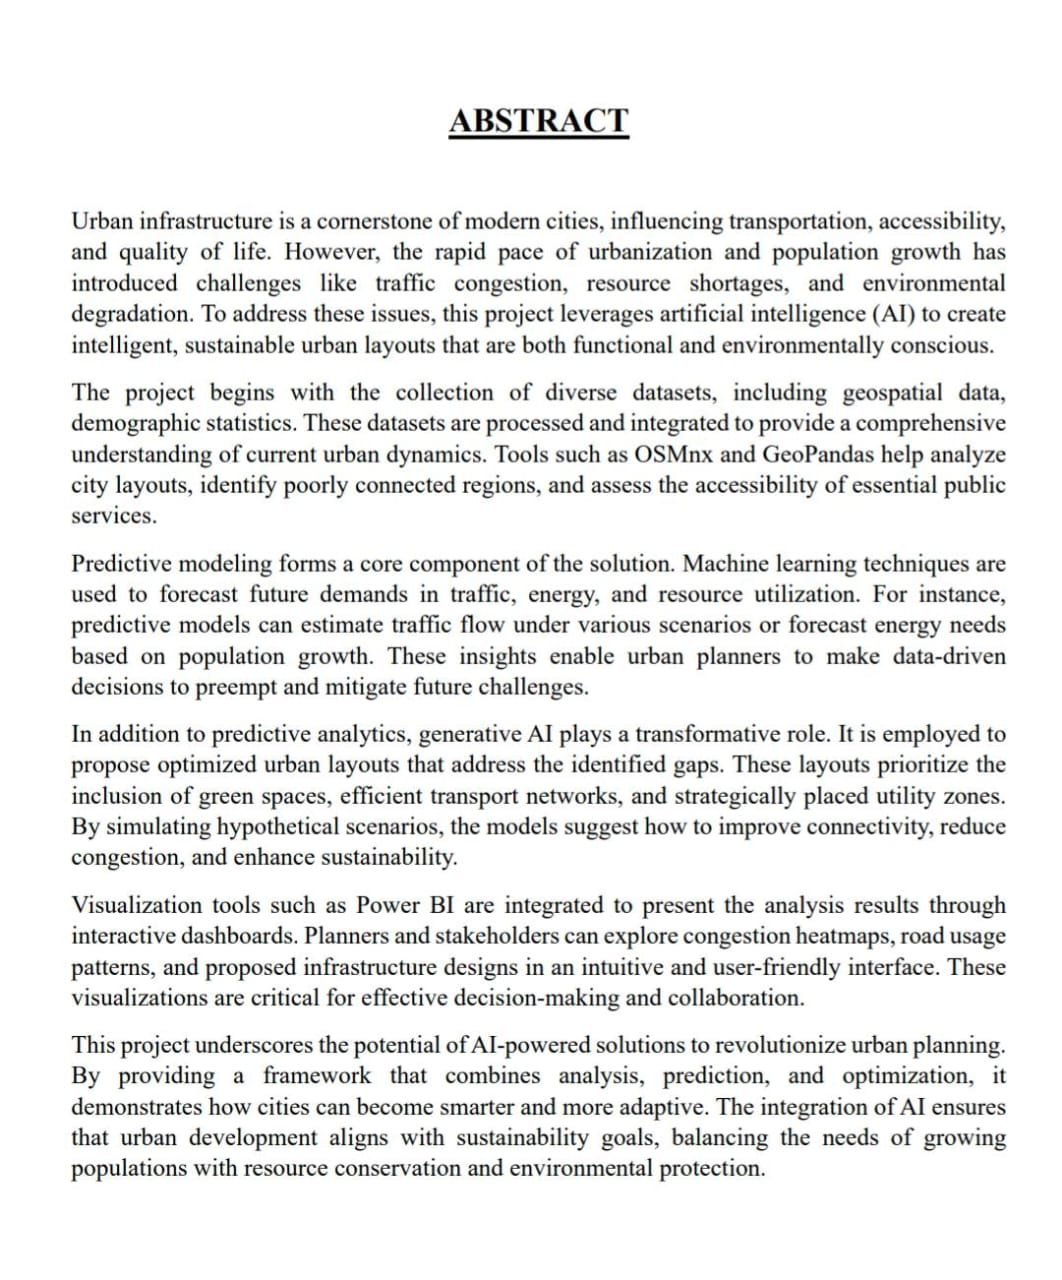 ABSTRACT
Urban infrastructure is a cornerstone of modern cities, influencing transportation, accessibility,
and quality of life. However, the rapid pace of urbanization and population growth has
introduced challenges like traffic congestion, resource shortages, and environmental
degradation. To address these issues, this project leverages artificial intelligence (AI) to create
intelligent, sustainable urban layouts that are both functional and environmentally conscious.
The project begins with the collection of diverse datasets, including geospatial data,
demographic statistics. These datasets are processed and integrated to provide a comprehensive
understanding of current urban dynamics. Tools such as OSMnx and GeoPandas help analyze
city layouts, identify poorly connected regions, and assess the accessibility of essential public
services.
Predictive modeling forms a core component of the solution. Machine learning techniques are
used to forecast future demands in traffic, energy, and resource utilization. For instance,
predictive models can estimate traffic flow under various scenarios or forecast energy needs
based on population growth. These insights enable urban planners to make data-driven
decisions to preempt and mitigate future challenges.
In addition to predictive analytics, generative AI plays a transformative role. It is employed to
propose optimized urban layouts that address the identified gaps. These layouts prioritize the
inclusion of green spaces, efficient transport networks, and strategically placed utility zones.
By simulating hypothetical scenarios, the models suggest how to improve connectivity, reduce
congestion, and enhance sustainability.
Visualization tools such as Power BI are integrated to present the analysis results through
interactive dashboards. Planners and stakeholders can explore congestion heatmaps, road usage
patterns, and proposed infrastructure designs in an intuitive and user-friendly interface. These
visualizations are critical for effective decision-making and collaboration.
This project underscores the potential of AI-powered solutions to revolutionize urban planning.
By providing a framework that combines analysis, prediction, and optimization, it
demonstrates how cities can become smarter and more adaptive. The integration of AI ensures
that urban development aligns with sustainability goals, balancing the needs of growing
populations with resource conservation and environmental protection.